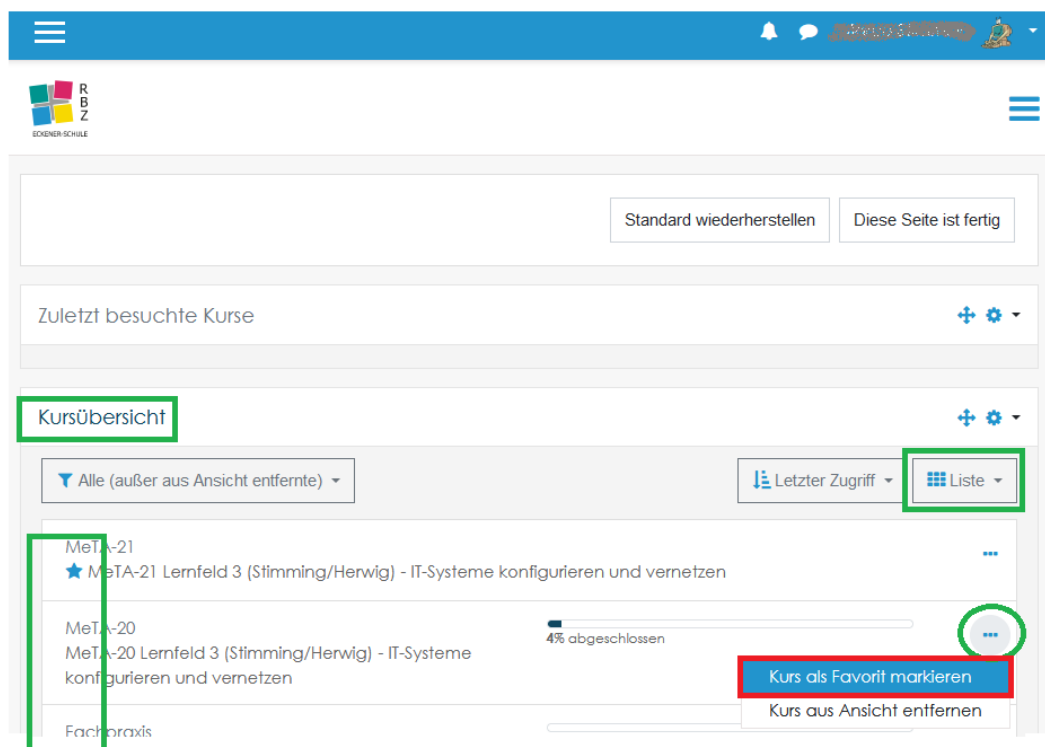 R
B
Z
ECKENER-SCHULE
Standard wiederherstellen
Diese Seite ist fertig
Zuletzt besuchte Kurse
Kursübersicht
Alle (außer aus Ansicht entfernte)
Letzter Zugriff
Liste
MeTA-21
MeTA-21 Lernfeld 3 (Stimming/Herwig) - IT-Systeme konfigurieren und vernetzen
MeTA-20
4% abgeschlossen
MeTA-20 Lernfeld 3 (Stimming/Herwig) - IT-Systeme
konfigurieren und vernetzen
Kurs als Favorit markieren
Kurs aus Ansicht entfernen
Fachpraxis